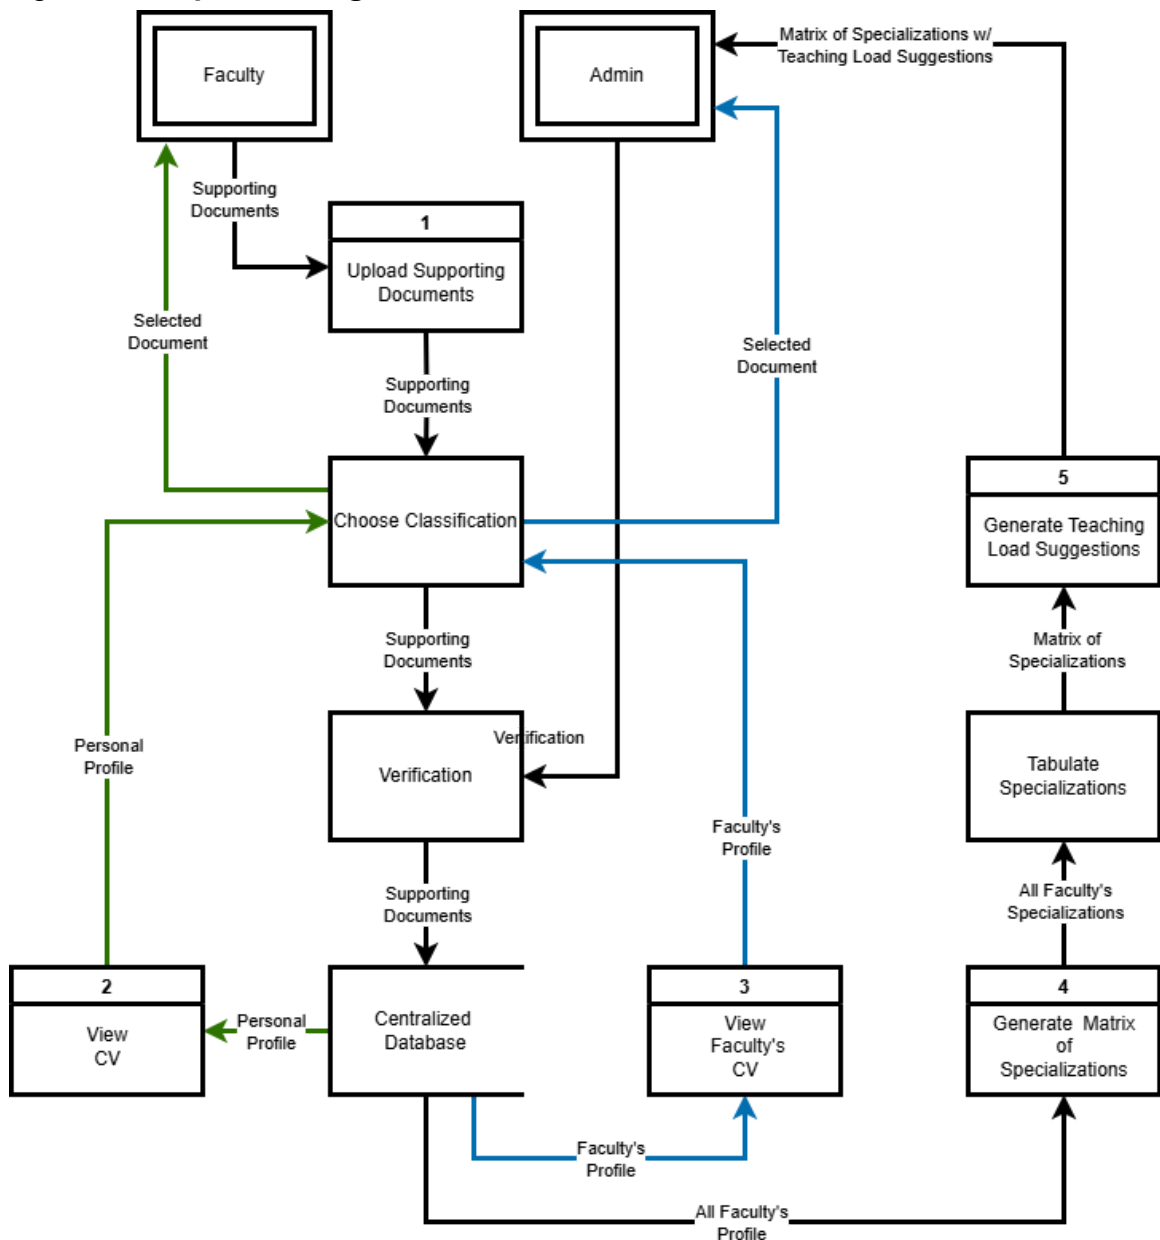 Faculty
Admin
Matrix of Specializations w/
Teaching Load Suggestions
Supporting
Documents
1
Upload Supporting
Documents
Selected
Document
Selected
Document
Supporting
Documents
5
Generate Teaching
Load Suggestions
Choose Classification
Supporting
Documents
Matrix of
Specializations
Personal
Profile
Verification
Verification
Tabulate
Specializations
Faculty's
Profile
Supporting
Documents
All Faculty's
Specializations
2
View
CV
Personal
Profile
Centralized
Database
3
View
Faculty's
CV
4
Generate Matrix
of
Specializations
Faculty's
Profile
All Faculty's
Profile